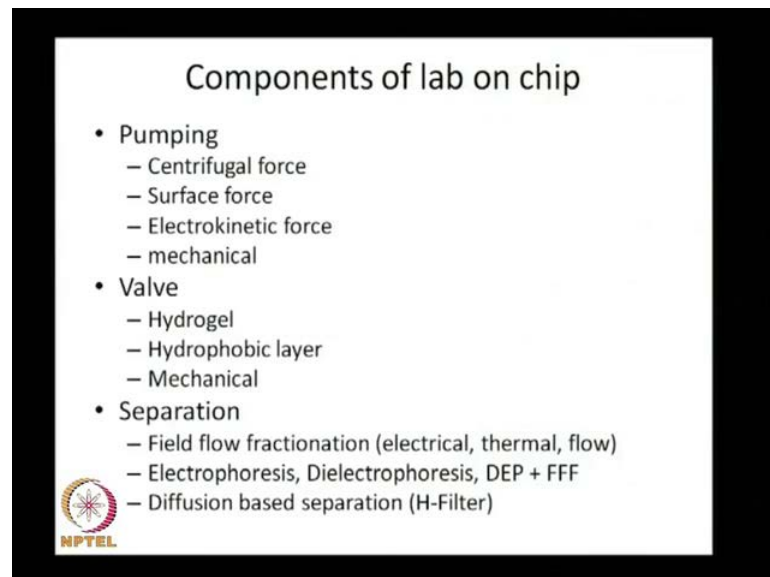 Components of lab on chip
• Pumping
– Centrifugal force
– Surface force
– Electrokinetic force
– mechanical
• Valve
– Hydrogel
– Hydrophobic layer
– Mechanical
• Separation
– Field flow fractionation (electrical, thermal, flow)
– Electrophoresis, Dielectrophoresis, DEP + FFF
– Diffusion based separation (H-Filter)
NPTEL